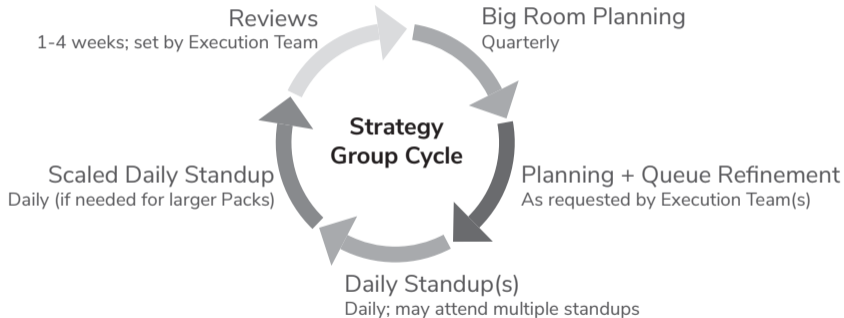 Reviews
1-4 weeks; set by Execution Team
Big Room Planning
Quarterly
Strategy
Group Cycle
Scaled Daily Standup
Daily (if needed for larger Packs)
Planning + Queue Refinement
As requested by Execution Team(s)
Daily Standup(s)
Daily; may attend multiple standups